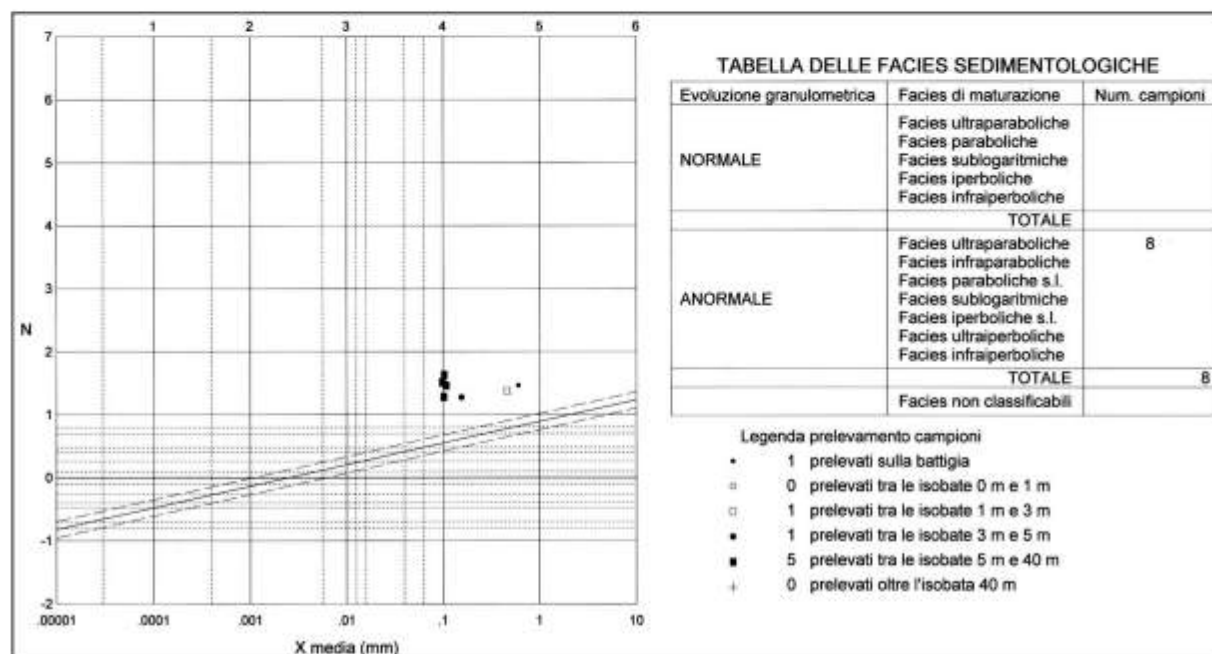 1 2 3 4 5 6
7
6
5
4
3
2
1
0
-1
-2
N
.00001 .0001 .001 .01 .1 1 10
X media (mm)
TABELLA DELLE FACIES SEDIMENTOLOGICHE
Evoluzione granulometrica Facies di maturazione Num. campioni
NORMALE
Facies ultraparaboliche
Facies paraboliche
Facies sublogaritmiche
Facies iperboliche
Facies infraiperboliche
TOTALE
ANORMALE
Facies ultraparaboliche 8
Facies infraparaboliche
Facies paraboliche s.l.
Facies sublogaritmiche
Facies iperboliche s.l.
Facies ultraiperboliche
Facies infraiperboliche
TOTALE 8
Facies non classificabili
Legenda prelevamento campioni
1 prelevati sulla battigia
0 prelevati tra le isobate 0 m e 1 m
1 prelevati tra le isobate 1 m e 3 m
1 prelevati tra le isobate 3 m e 5 m
5 prelevati tra le isobate 5 m e 40 m
0 prelevati oltre l'isobata 40 m